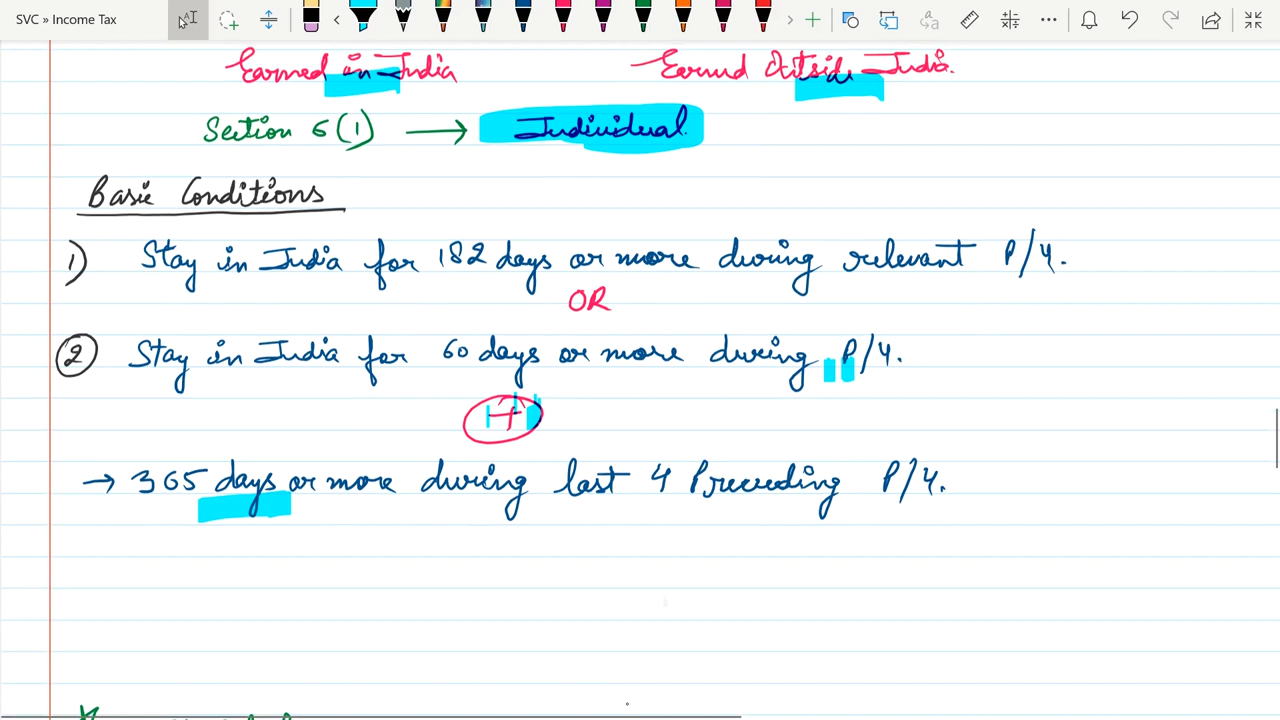 SVC » Income Tax
Earned in India Earned Outside India.
Section 6(1) → Individual.
Basic Conditions
1) Stay in India for 182 days or more during relevant P/Y.
OR
2 Stay in India for 60 days or more during P/Y.
+
→ 365 days or more during last 4 Preceeding P/Y.